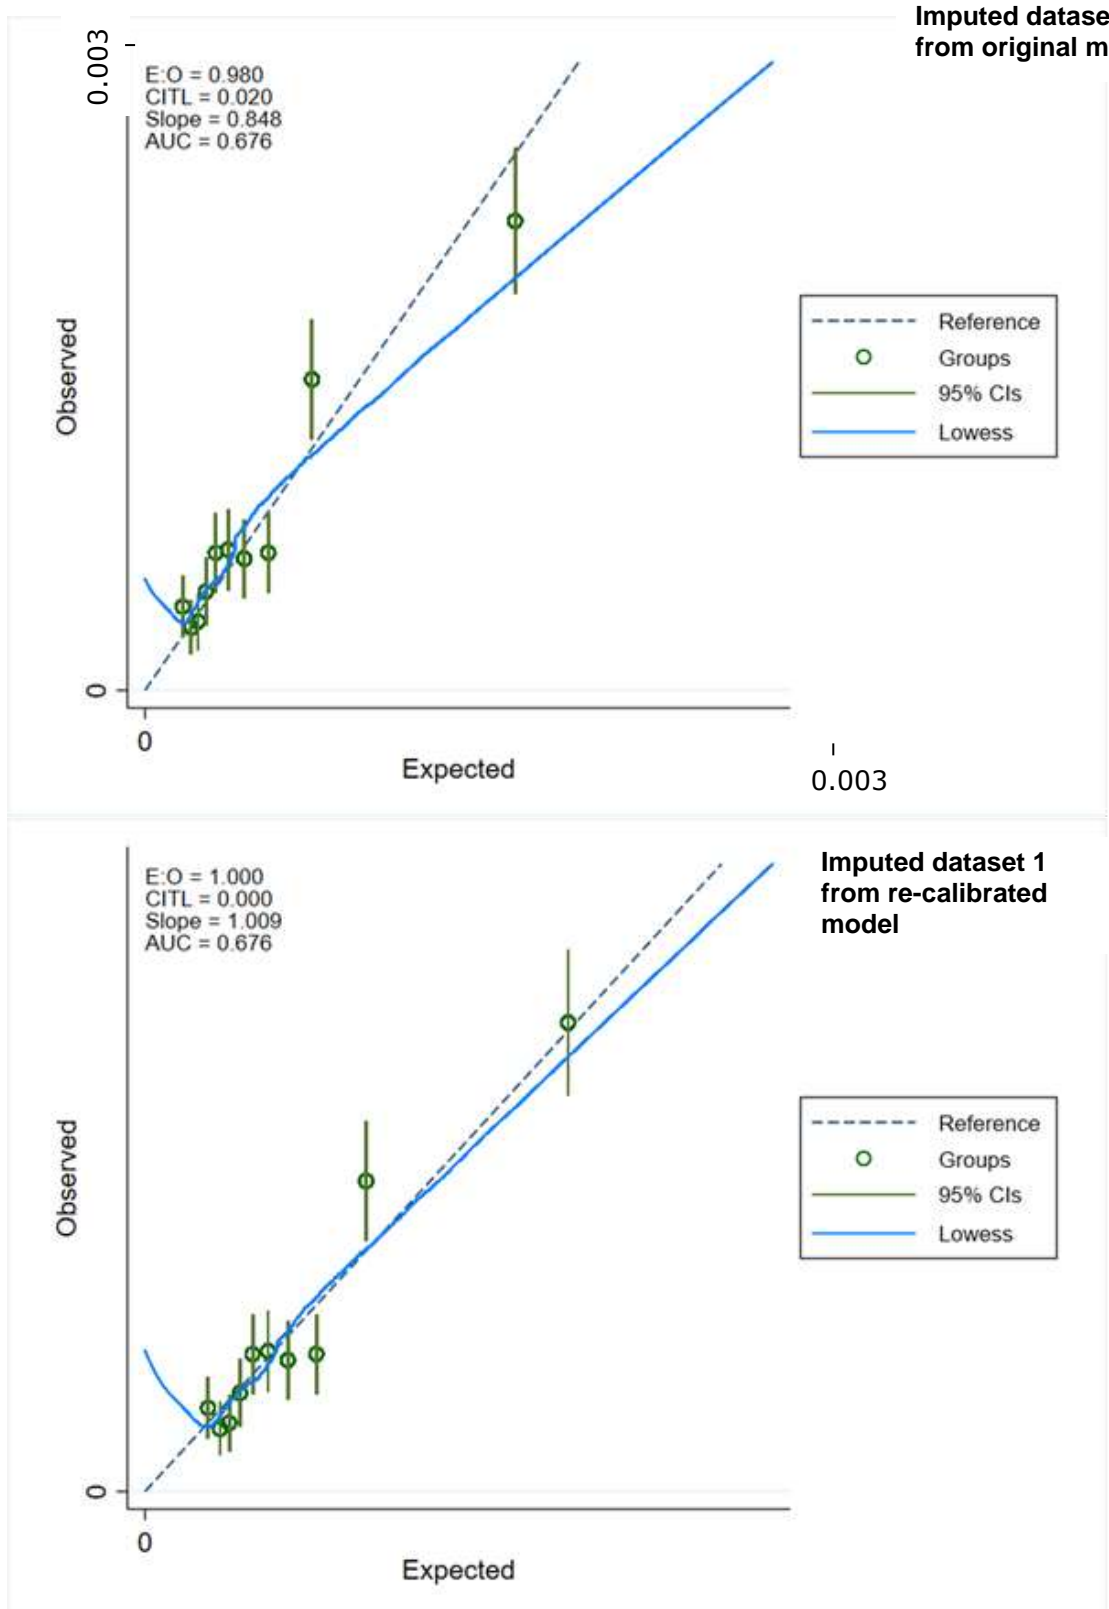 Imputed datase
from original m
0.003
E:O = 0.980
CITL = 0.020
Slope = 0.848
AUC = 0.676
Observed
Reference
Groups
95% CIs
Lowess
0
0
Expected
0.003
E:O = 1.000
CITL = 0.000
Slope = 1.009
AUC = 0.676
Imputed dataset 1
from re-calibrated
model
Observed
Reference
Groups
95% CIs
Lowess
0
0
Expected